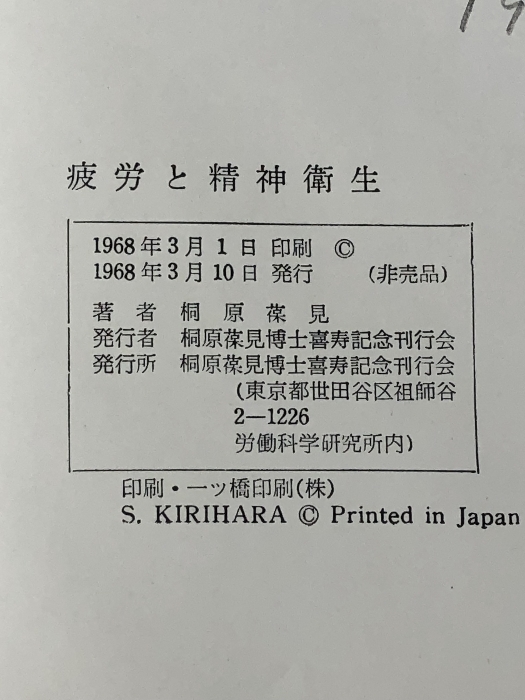 疲労と精神衛生
1968年3月1日 印刷 ©
1968年3月10日 発行 (非売品)
著者 桐原葆見
発行者 桐原葆見博士喜寿記念刊行会
発行所 桐原葆見博士喜寿記念刊行会
(東京都世田谷区祖師谷
2―1226
労働科学研究所内)
印刷・一ツ橋印刷(株)
S. KIRIHARA © Printed in Japan